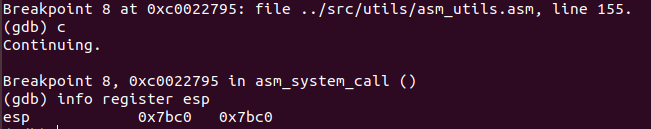 Breakpoint 8 at 0xc0022795: file ../src/utils/asm_utils.asm, line 155.
(gdb) c
Continuing.
Breakpoint 8, 0xc0022795 in asm_system_call ()
(gdb) info register esp
esp            0x7bc0   0x7bc0